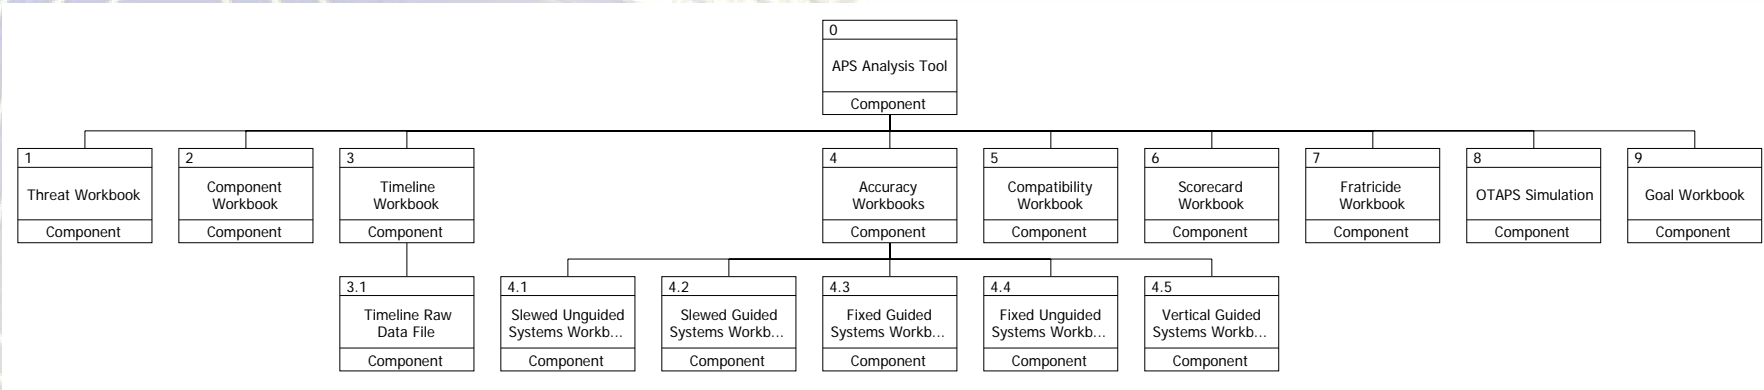 0
APS Analysis Tool
Component
1
Threat Workbook
Component
2
Component
Workbook
Component
3
Timeline
Workbook
Component
4
Accuracy
Workbooks
Component
5
Compatibility
Workbook
Component
6
Scorecard
Workbook
Component
7
Fratricide
Workbook
Component
8
OTAPS Simulation
Component
9
Goal Workbook
Component
3.1
Timeline Raw
Data File
Component
4.1
Slewed Unguided
Systems Workb...
Component
4.2
Slewed Guided
Systems Workb...
Component
4.3
Fixed Guided
Systems Workb...
Component
4.4
Fixed Unguided
Systems Workb...
Component
4.5
Vertical Guided
Systems Workb...
Component